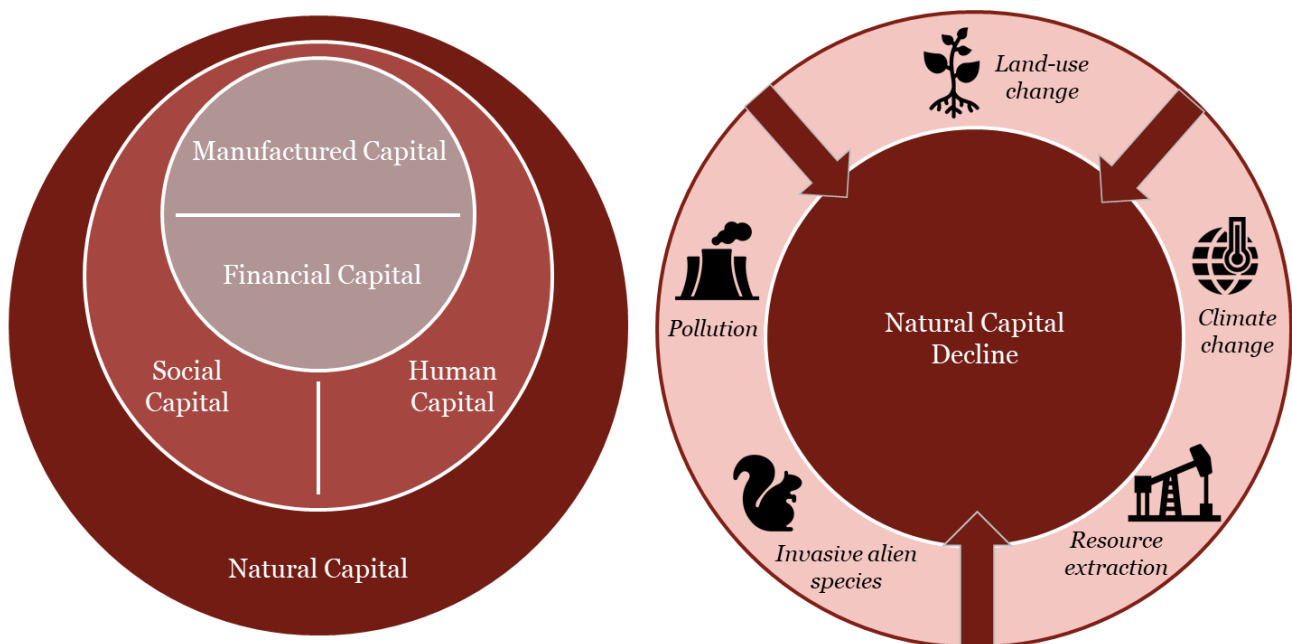 Manufactured Capital
Financial Capital
Social
Capital
Human
Capital
Natural Capital
Land-use
change
Pollution
Climate
change
Natural Capital
Decline
Invasive alien
species
Resource
extraction